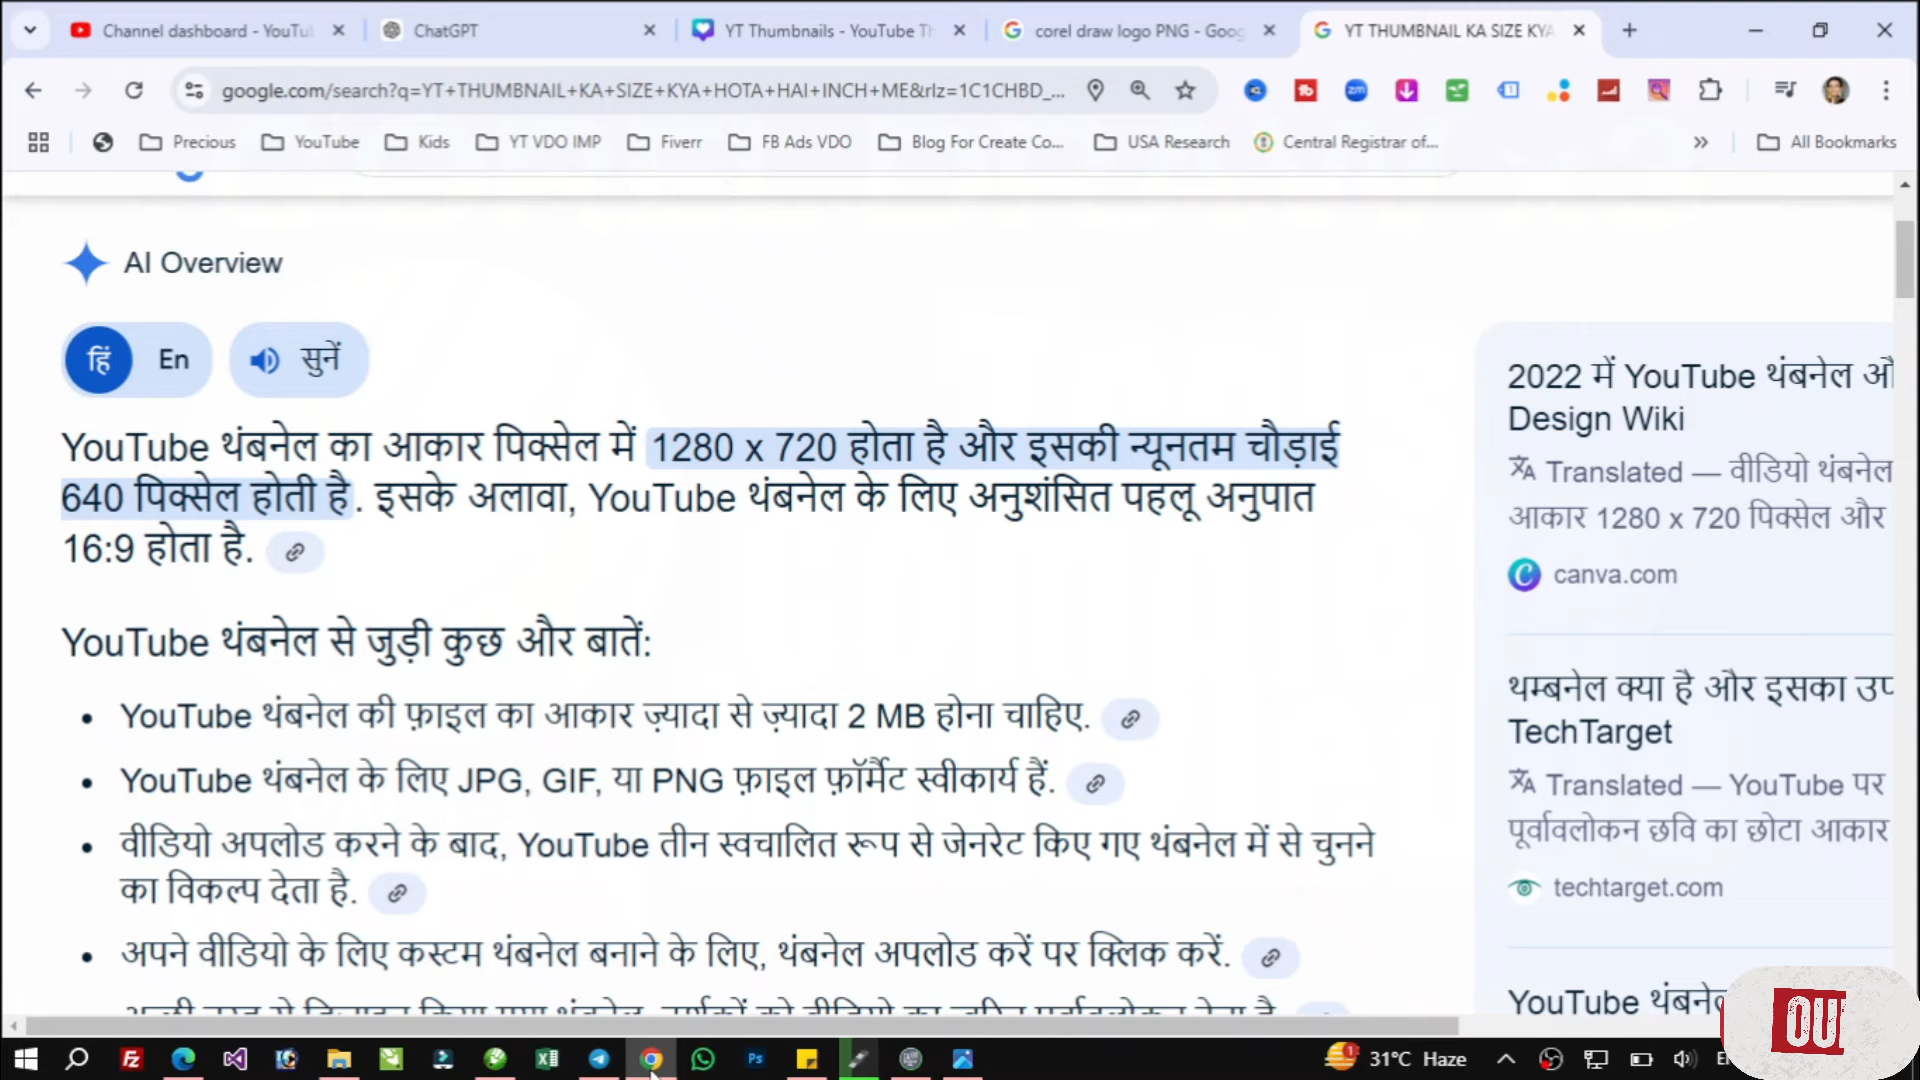 Channel dashboard - YouTu
ChatGPT
YT Thumbnails - YouTube Th
corel draw logo PNG - Goog
YT THUMBNAIL KA SIZE KYA
google.com/search?q=YT+THUMBNAIL+KA+SIZE+KYA+HOTA+HAI+INCH+ME&rlz=1C1CHBD_...
Precious
YouTube
Kids
YT VDO IMP
Fiverr
FB Ads VDO
Blog For Create Co...
USA Research
Central Registrar of...
All Bookmarks
AI Overview
हिं
En
सुनें
YouTube थंबनेल का आकार पिक्सेल में 1280 x 720 होता है और इसकी न्यूनतम चौड़ाई
640 पिक्सेल होती है. इसके अलावा, YouTube थंबनेल के लिए अनुशंसित पहलू अनुपात
16:9 होता है.
YouTube थंबनेल से जुड़ी कुछ और बातें:
• YouTube थंबनेल की फ़ाइल का आकार ज़्यादा से ज़्यादा 2 MB होना चाहिए.
• YouTube थंबनेल के लिए JPG, GIF, या PNG फ़ाइल फ़ॉर्मैट स्वीकार्य हैं.
• वीडियो अपलोड करने के बाद, YouTube तीन स्वचालित रूप से जेनरेट किए गए थंबनेल में से चुनने
का विकल्प देता है.
• अपने वीडियो के लिए कस्टम थंबनेल बनाने के लिए, थंबनेल अपलोड करें पर क्लिक करें.
2022 में YouTube थंबनेल औ
Design Wiki
Translated — वीडियो थंबनेल
आकार 1280 x 720 पिक्सेल और
canva.com
थम्बनेल क्या है और इसका उप
TechTarget
Translated — YouTube पर
पूर्वावलोकन छवि का छोटा आकार
techtarget.com
YouTube थंबनेल
OU
Ps
31°C Haze